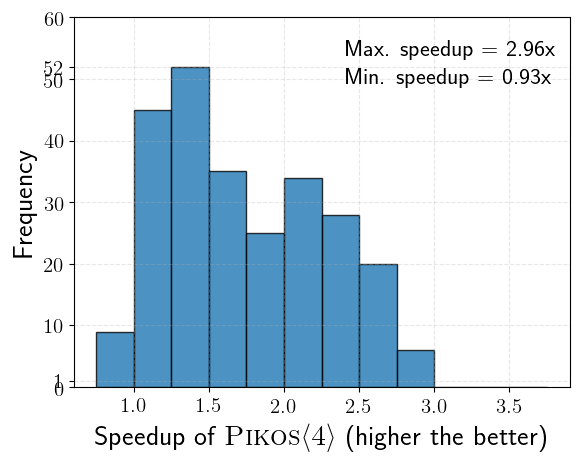 Max. speedup = 2.96x
Min. speedup = 0.93x
60
52
50
40
30
20
10
1
0
Frequency
1.0 1.5 2.0 2.5 3.0 3.5
Speedup of PIKOS⟨4⟩ (higher the better)